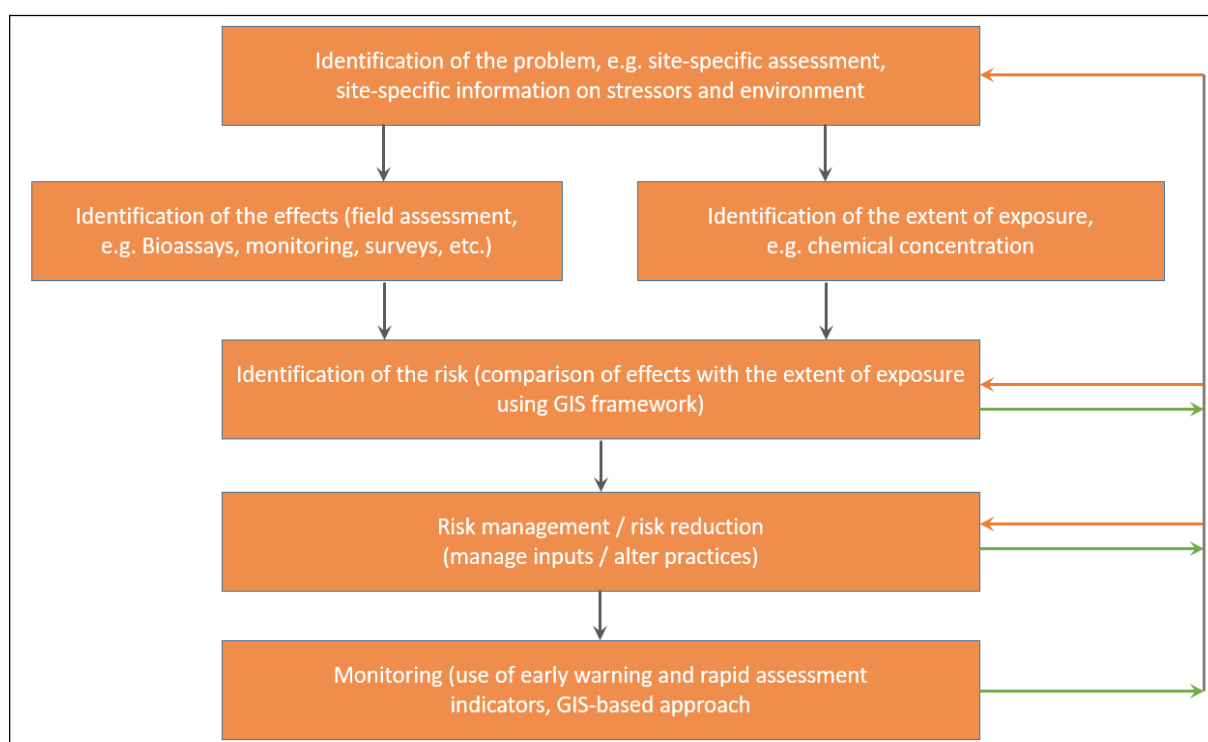 Identification of the problem, e.g. site-specific assessment,
site-specific information on stressors and environment
Identification of the effects (field assessment,
e.g. Bioassays, monitoring, surveys, etc.)
Identification of the extent of exposure,
e.g. chemical concentration
Identification of the risk (comparison of effects with the extent of exposure
using GIS framework)
Risk management / risk reduction
(manage inputs / alter practices)
Monitoring (use of early warning and rapid assessment
indicators, GIS-based approach